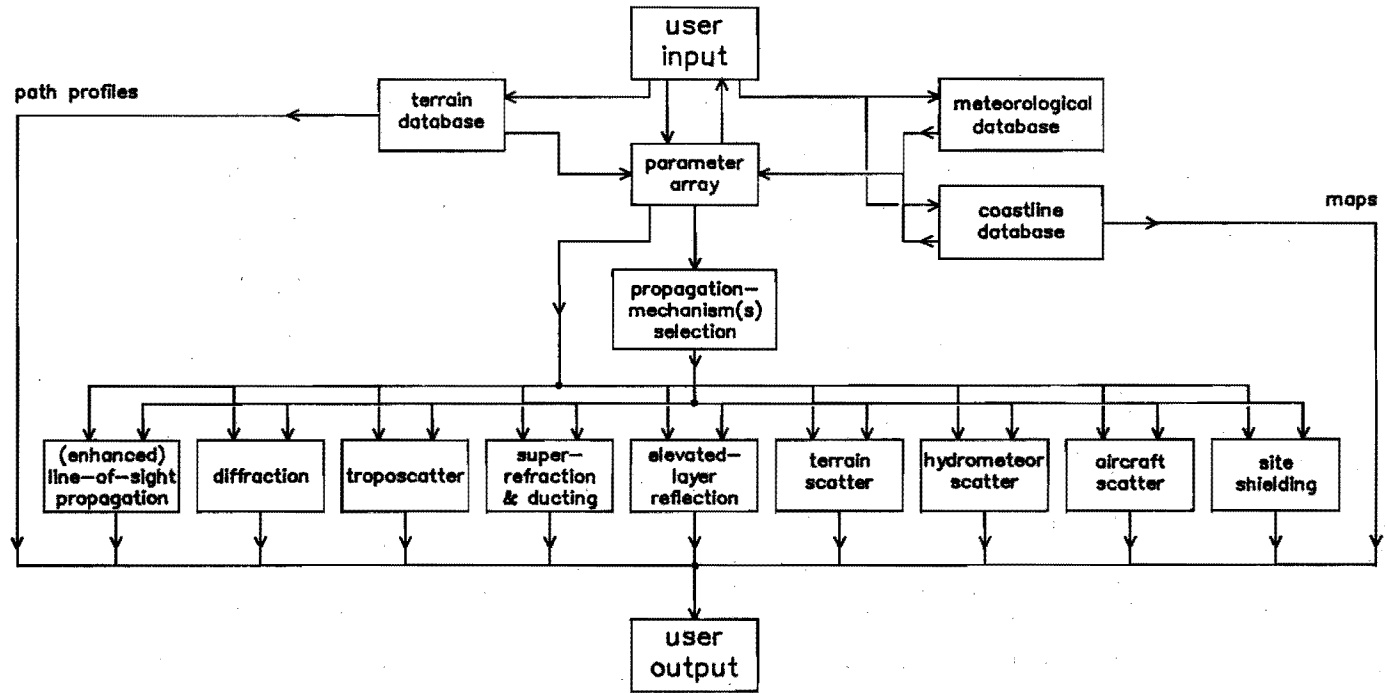 user
input
path profiles
terrain
database
meteorological
database
parameter
array
coastline
database
maps
propagation–
mechanism(s)
selection
(enhanced)
line–of–sight
propagation
diffraction
troposcatter
super–
refraction
& ducting
elevated–
layer
reflection
terrain
scatter
hydrometeor
scatter
aircraft
scatter
site
shielding
user
output